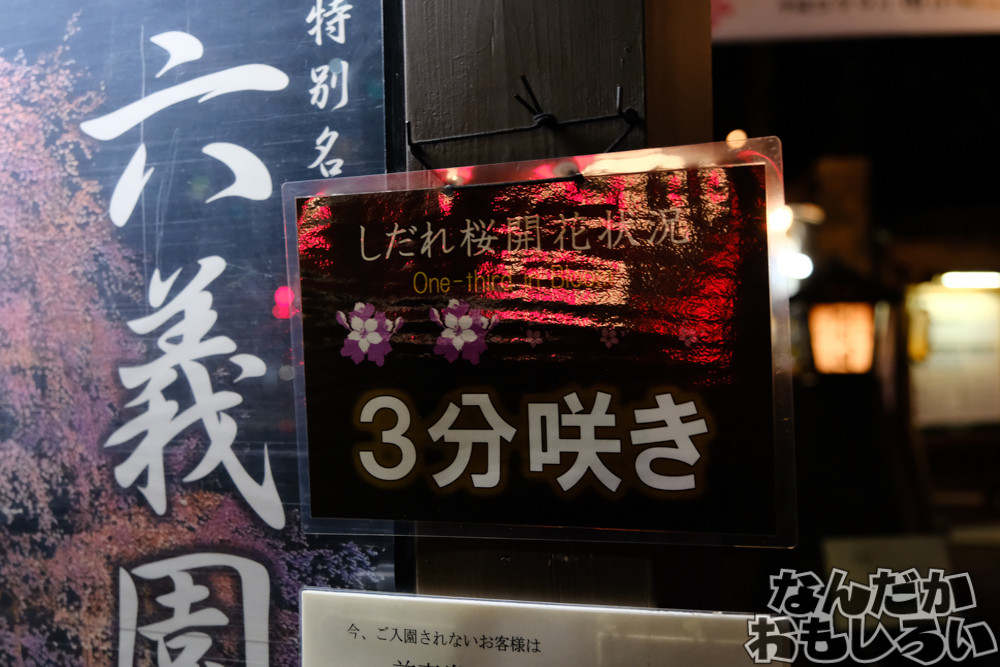 特別名
六義園
しだれ桜開花状況
One-third in Bloom
3分咲き
今、ご入園されないお客様は
なんだか
おもしろい